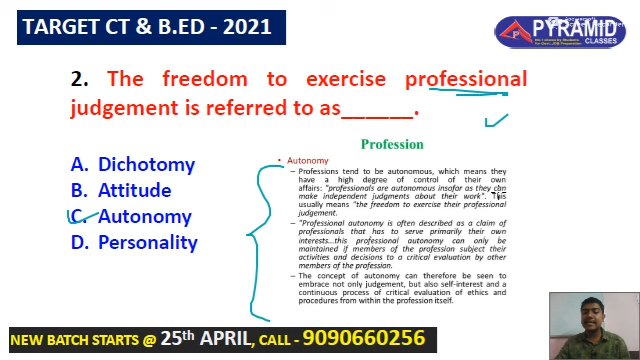 TARGET CT & B.ED - 2021
PYRAMID
CLASSES
2. The freedom to exercise professional
judgement is referred to as______.
Profession
A. Dichotomy
B. Attitude
C. Autonomy
D. Personality
• Autonomy
– Professions tend to be autonomous, which means they
have a high degree of control of their own
affairs: "professionals are autonomous insofar as they can
make independent judgments about their work". This
usually means "the freedom to exercise their professional
judgement.
– "Professional autonomy is often described as a claim of
professionals that has to serve primarily their own
interests...this professional autonomy can only be
maintained if members of the profession subject their
activities and decisions to a critical evaluation by other
members of the profession.
– The concept of autonomy can therefore be seen to
embrace not only judgement, but also self-interest and a
continuous process of critical evaluation of ethics and
procedures from within the profession itself.
NEW BATCH STARTS @ 25th APRIL, CALL - 9090660256